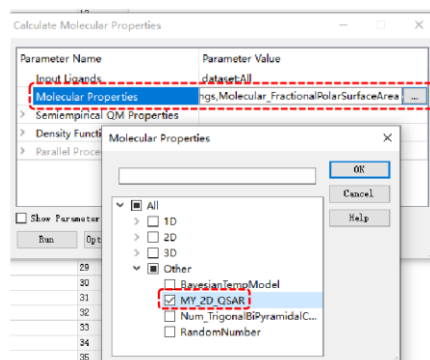 Calculate Molecular Properties
Parameter Name Parameter Value
Input Ligands dataset:All
Molecular Properties ngs,Molecular_FractionalPolarSurfaceArea ...
Semiempirical QM Properties
Density Functi
Parallel Proce
Molecular Properties
OK
Cancel
Help
All
1D
2D
3D
Other
BayesianTempModel
MY_2D_QSAR
Num_TrigonalBiPyramidalC...
RandomNumber
Show Parameter
Run Opt
29
30
31
32
33
34
35